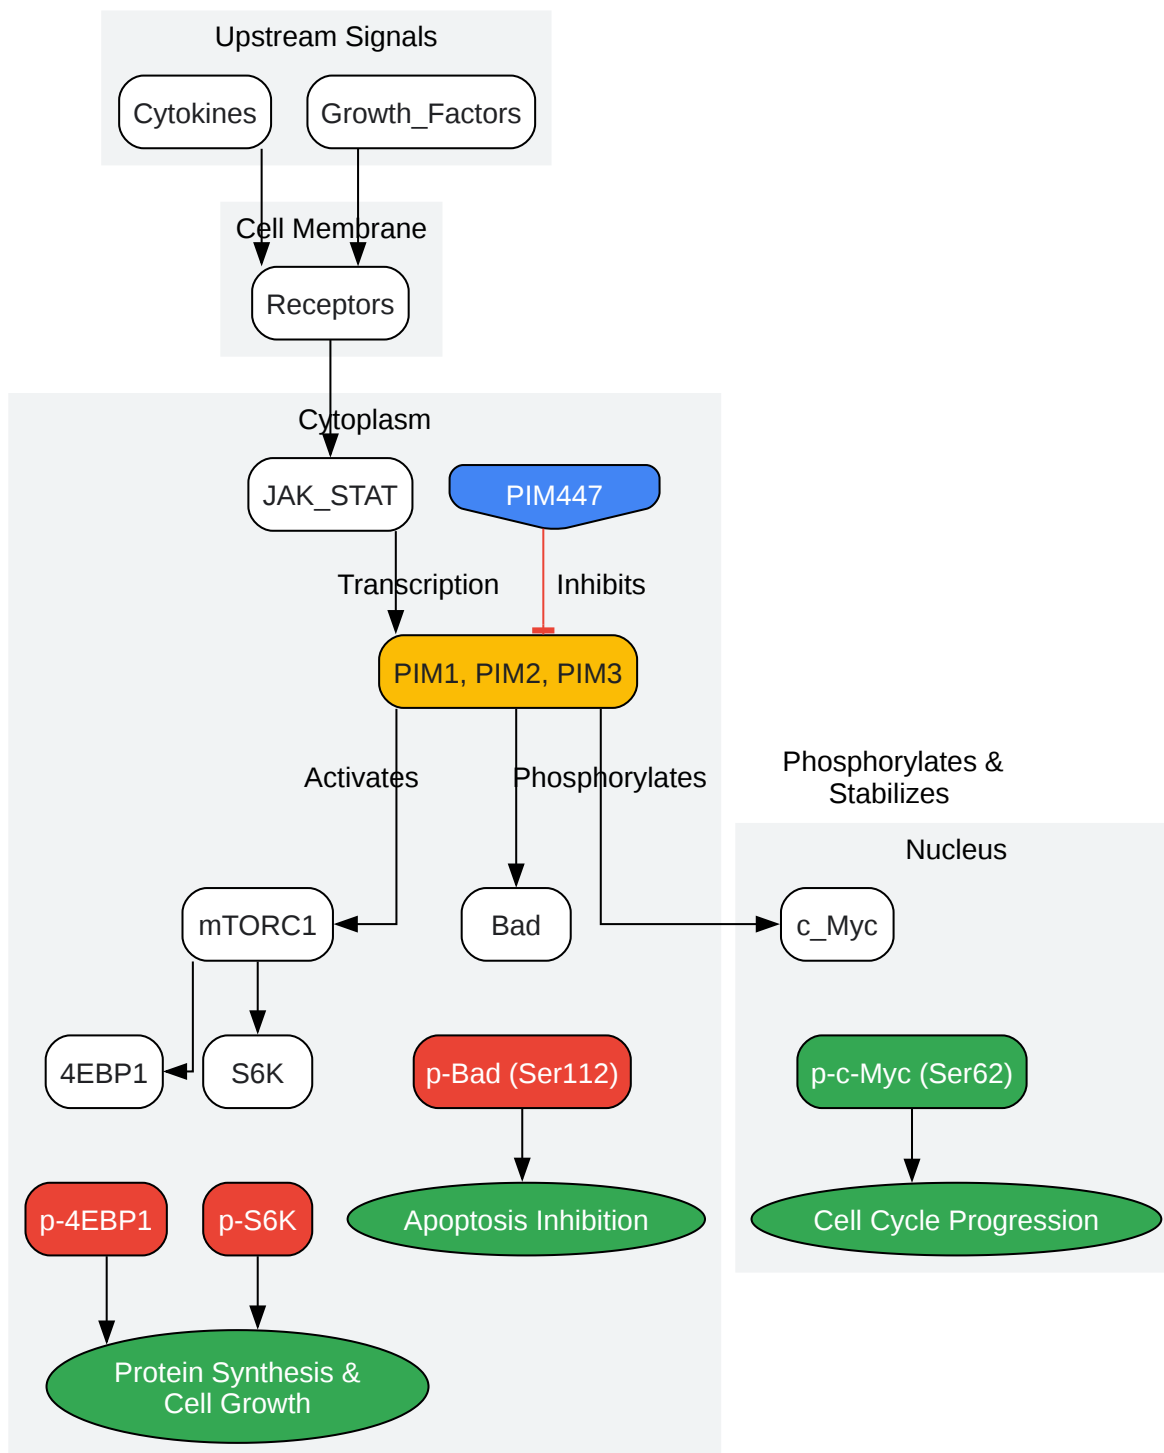 Upstream Signals
Cytokines
Growth_Factors
Cell Membrane
Receptors
Cytoplasm
JAK_STAT
PIM447
Transcription
Inhibits
PIM1, PIM2, PIM3
Activates
Phosphorylates
Phosphorylates &
Stabilizes
Nucleus
mTORC1
Bad
c_Myc
4EBP1
S6K
p-Bad (Ser112)
p-c-Myc (Ser62)
p-4EBP1
p-S6K
Apoptosis Inhibition
Cell Cycle Progression
Protein Synthesis &
Cell Growth